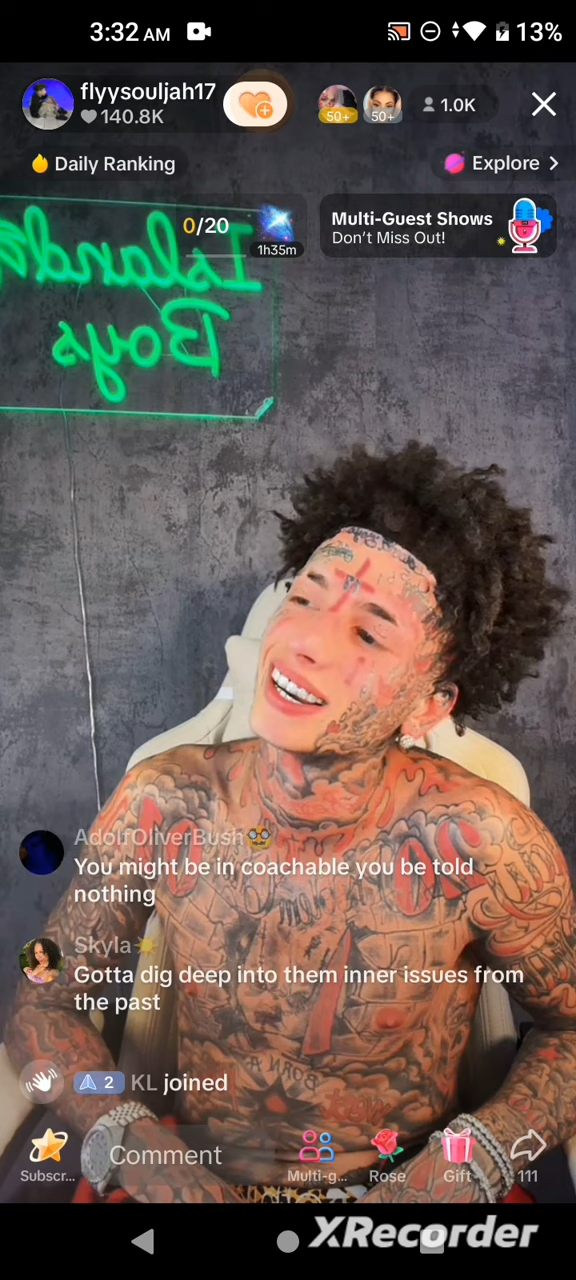 3:32 AM
13%
flyysouljah17
140.8K
50+
50+
1.0K
Daily Ranking
Explore >
0/20
1h35m
Multi-Guest Shows
Don't Miss Out!
Islands
Boys
AdolfOliverBush🥸
You might be in coachable you be told
nothing
Skyla☀️
Gotta dig deep into them inner issues from
the past
2 KL joined
BORN A
Subscr...
Comment
Multi-g...
Rose
Gift
111
XRecorder